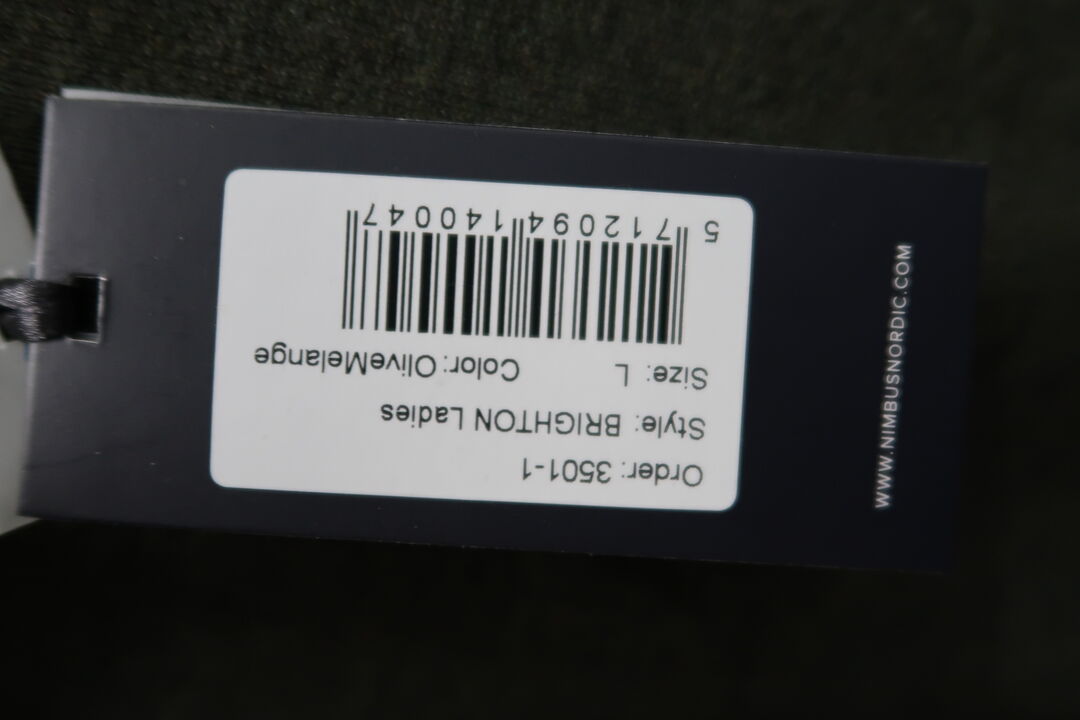 Order: 3501-1
Style: BRIGHTON Ladies
Size: L Color: OliveMelange
5 712094 140047
WWW.NIMBUSNORDIC.COM